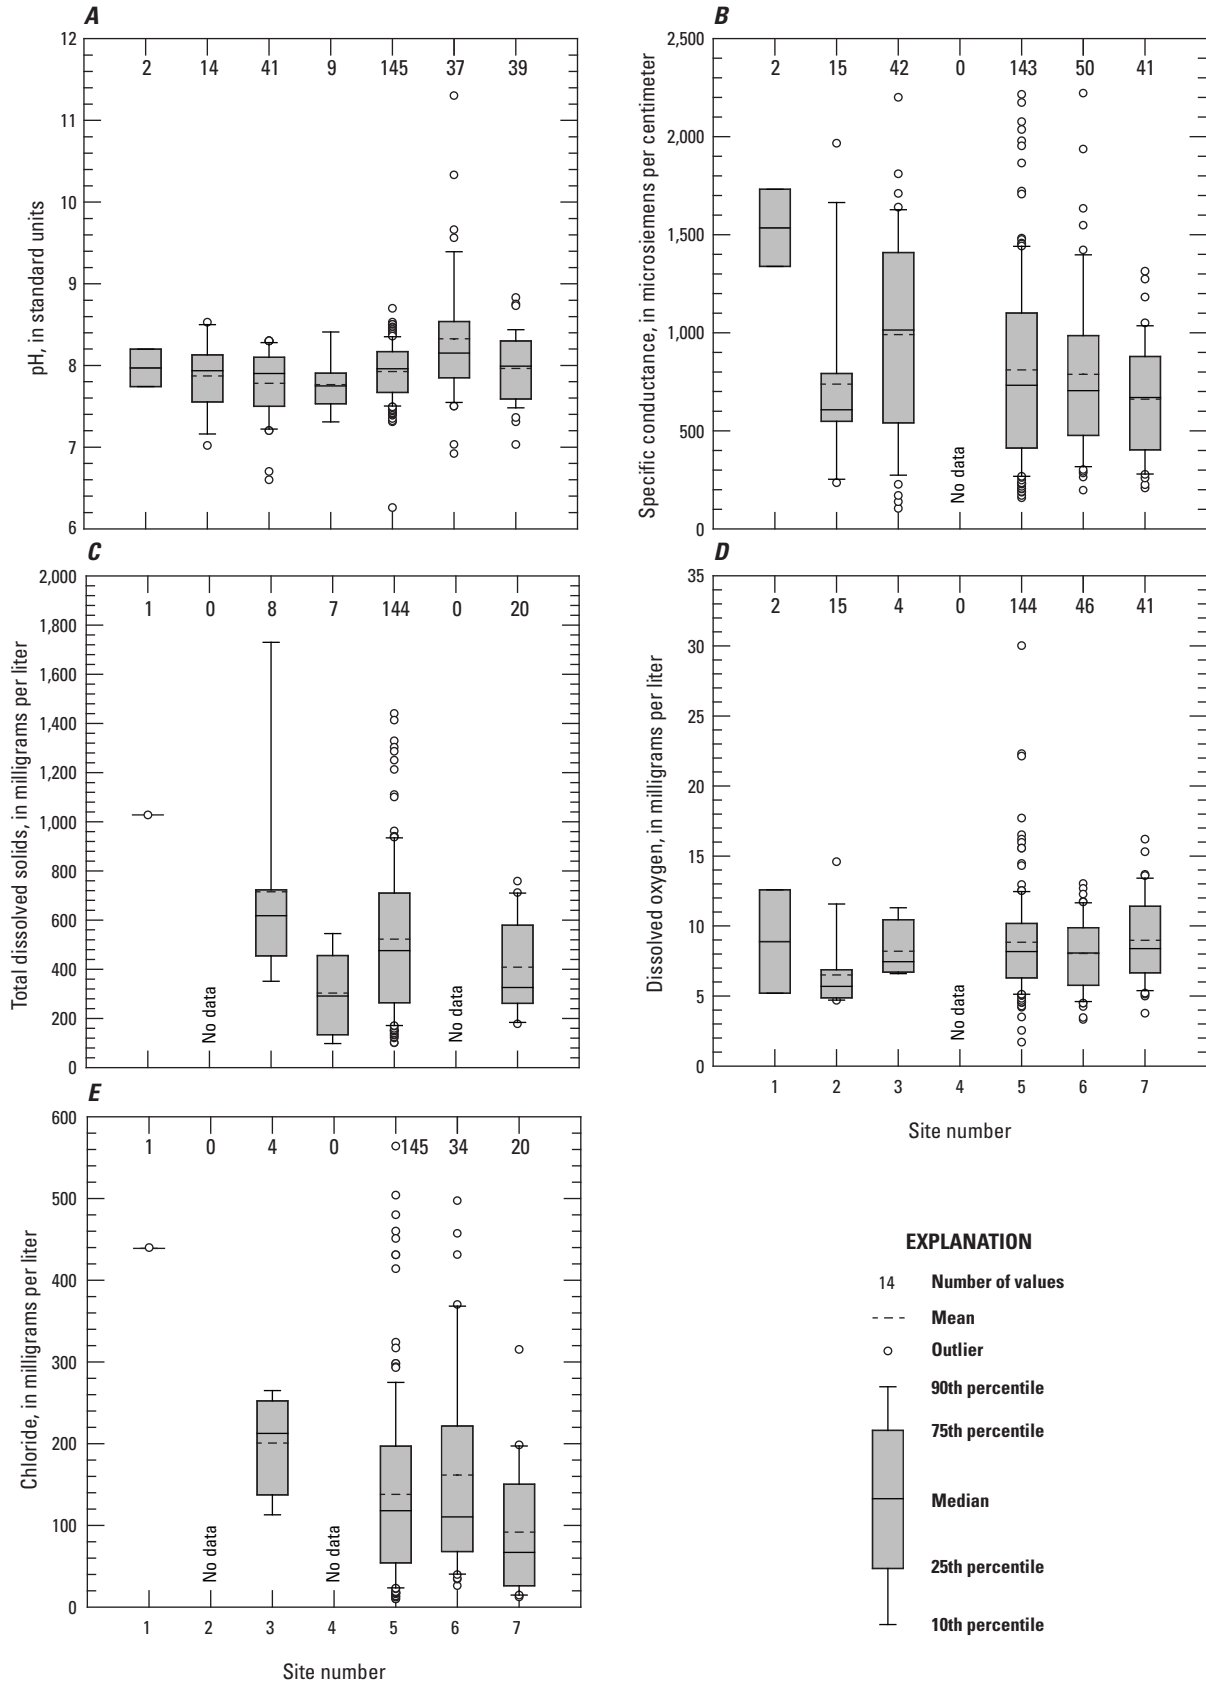 A
pH, in standard units
12
11
10
9
8
7
6
2 14 41 9 145 37 39
B
Specific conductance, in microsiemens per centimeter
2,500
2,000
1,500
1,000
500
0
2 15 42 0 143 50 41
No data
C
Total dissolved solids, in milligrams per liter
2,000
1,800
1,600
1,400
1,200
1,000
800
600
400
200
0
1 0 8 7 144 0 20
No data
No data
D
Dissolved oxygen, in milligrams per liter
35
30
25
20
15
10
5
0
2 15 4 0 144 46 41
No data
1 2 3 4 5 6 7
Site number
E
Chloride, in milligrams per liter
600
500
400
300
200
100
0
1 0 4 0 145 34 20
No data
No data
1 2 3 4 5 6 7
Site number
EXPLANATION
14 Number of values
Mean
Outlier
90th percentile
75th percentile
Median
25th percentile
10th percentile